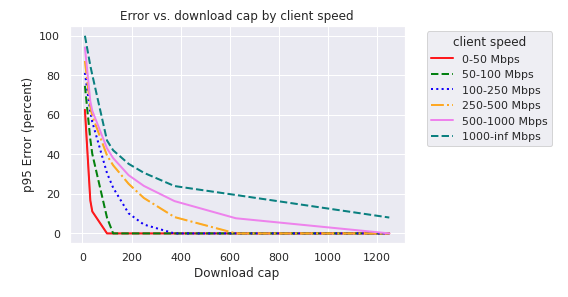 Error vs. download cap by client speed
p95 Error (percent)
100
80
60
40
20
0
0 200 400 600 800 1000 1200
Download cap
client speed
0-50 Mbps
50-100 Mbps
100-250 Mbps
250-500 Mbps
500-1000 Mbps
1000-inf Mbps